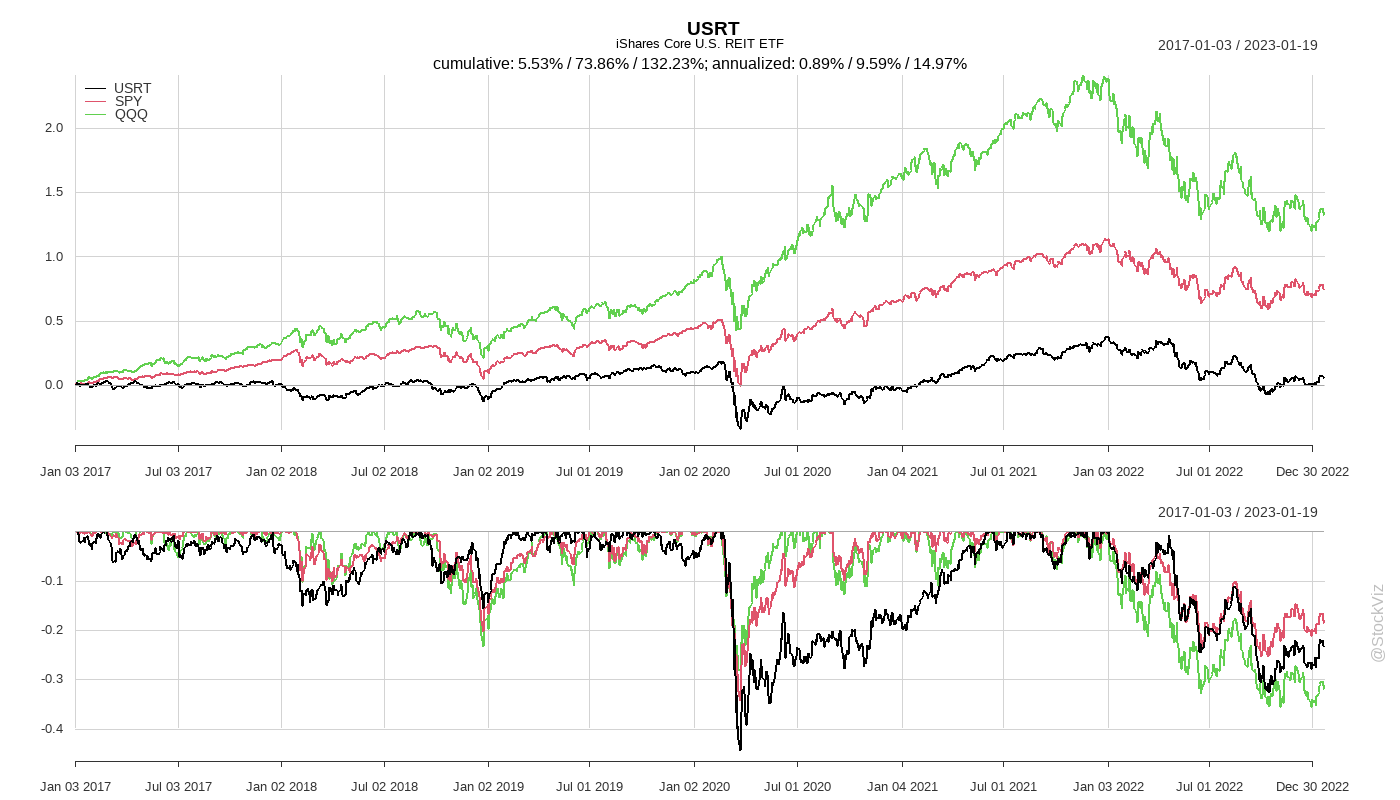 USRT
iShares Core U.S. REIT ETF
2017-01-03 / 2023-01-19
cumulative: 5.53% / 73.86% / 132.23%; annualized: 0.89% / 9.59% / 14.97%
USRT
SPY
QQQ
2.0
1.5
1.0
0.5
0.0
Jan 03 2017 Jul 03 2017 Jan 02 2018 Jul 02 2018 Jan 02 2019 Jul 01 2019 Jan 02 2020 Jul 01 2020 Jan 04 2021 Jul 01 2021 Jan 03 2022 Jul 01 2022 Dec 30 2022
2017-01-03 / 2023-01-19
-0.1
-0.2
-0.3
-0.4
@StockViz
Jan 03 2017 Jul 03 2017 Jan 02 2018 Jul 02 2018 Jan 02 2019 Jul 01 2019 Jan 02 2020 Jul 01 2020 Jan 04 2021 Jul 01 2021 Jan 03 2022 Jul 01 2022 Dec 30 2022